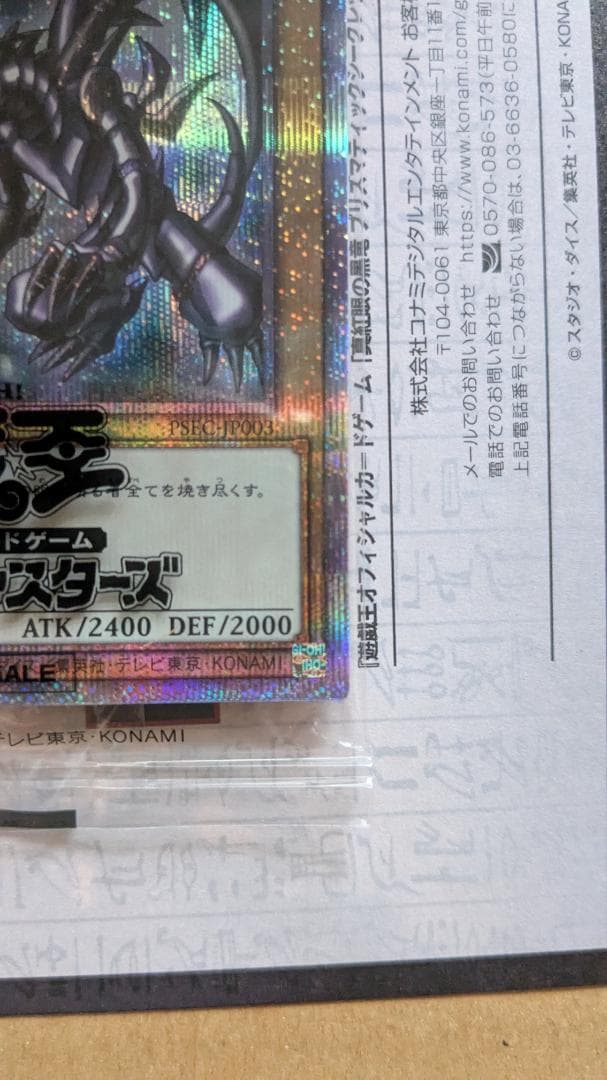 PSEC-JP003
全てを焼き尽くす。
ドゲーム
スターズ
ATK/2400 DEF/2000
集英社・テレビ東京・KONAMI
ALE
テレビ東京・KONAMI
『遊戯王オフィシャルカードゲーム「真紅眼の黒竜 プリズマティックシークレッ
株式会社コナミデジタルエンタテインメント お客様
〒104-0061 東京都中央区銀座一丁目11番1
メールでのお問い合わせ https://www.konami.com/g
電話でのお問い合わせ 0570-086-573(平日午前
上記電話番号につながらない場合は、03-6636-0580に
©スタジオ・ダイス/集英社・テレビ東京・KONA